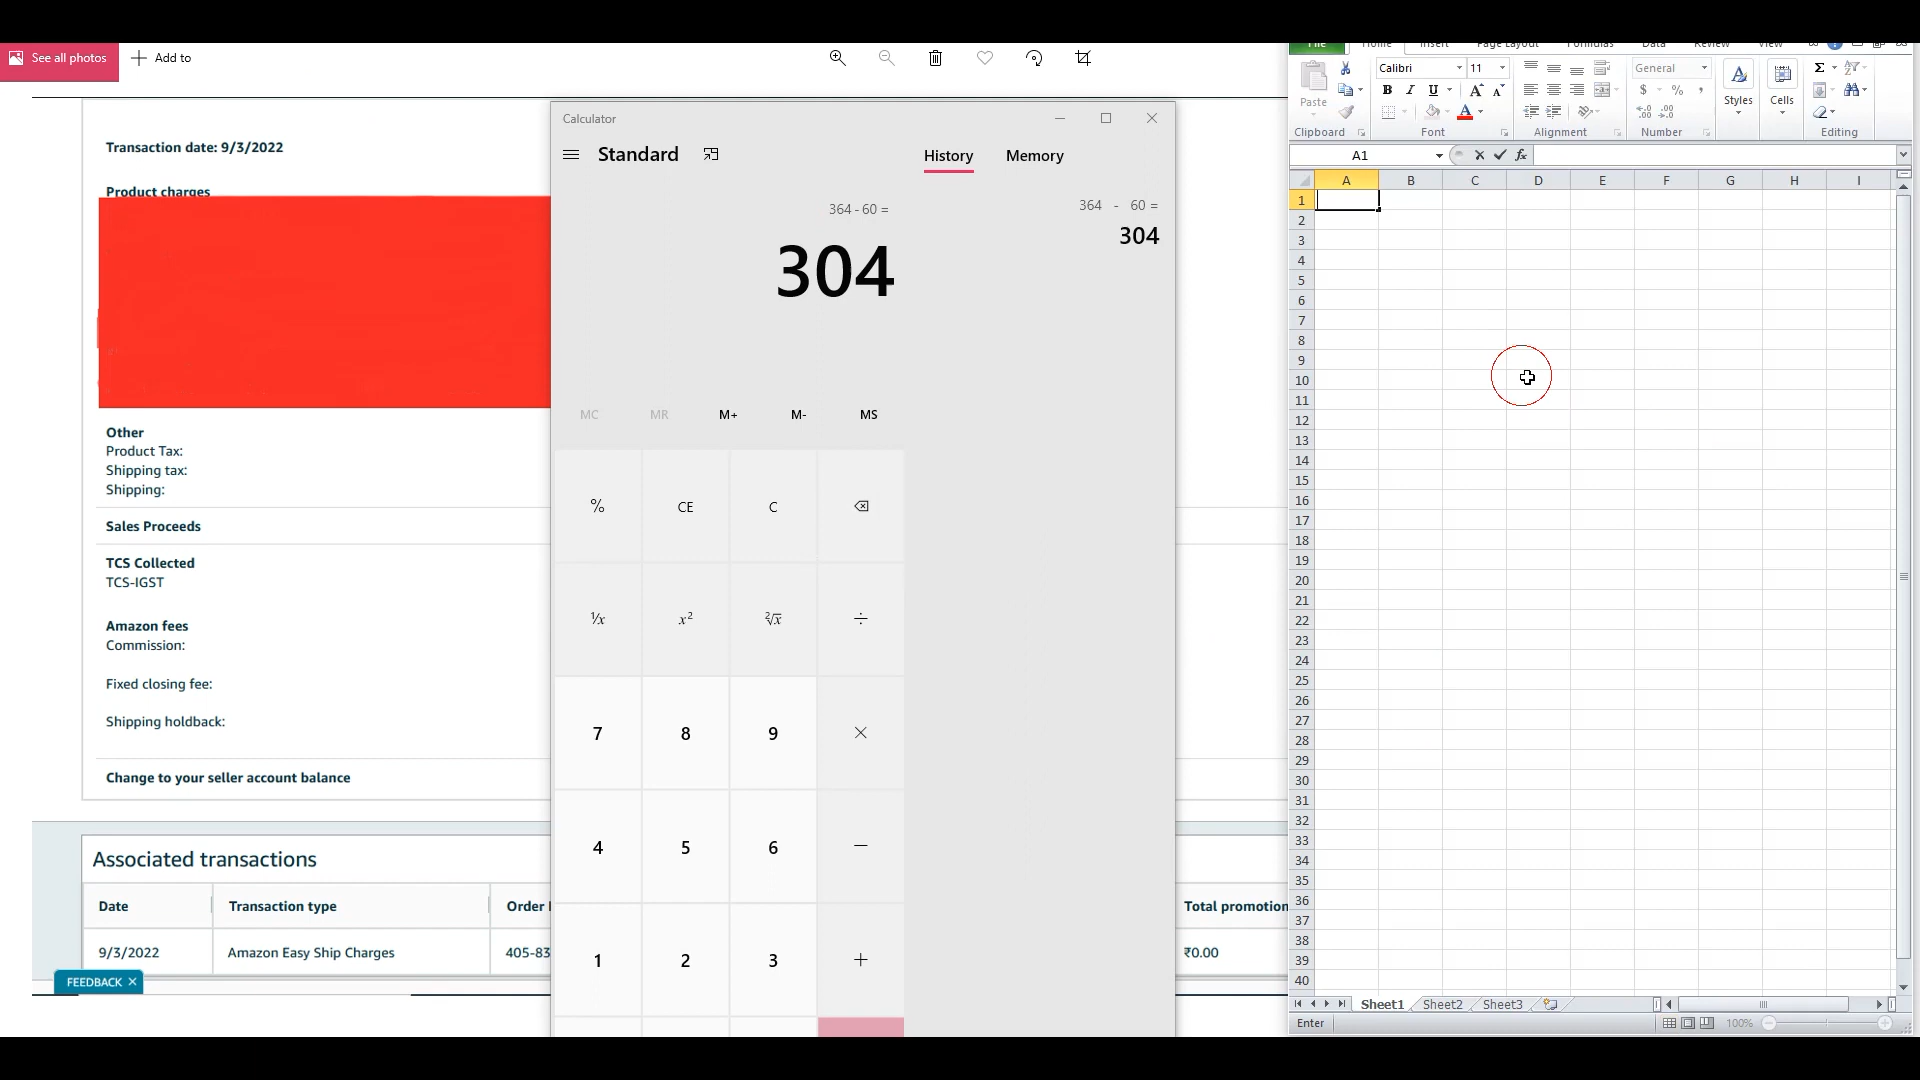 See all photos
Add to
Transaction date: 9/3/2022
Product charges
Other
Product Tax:
Shipping tax:
Shipping:
Sales Proceeds
TCS Collected
TCS-IGST
Amazon fees
Commission:
Fixed closing fee:
Shipping holdback:
Change to your seller account balance
Associated transactions
Date Transaction type Order
9/3/2022 Amazon Easy Ship Charges 405-83
Total promotion
₹0.00
FEEDBACK ×
Calculator
Standard
History Memory
364 - 60 =
304
364 - 60 =
304
MC MR M+ M- MS
% CE C
⅟x x² ²√x ÷
7 8 9 ×
4 5 6 −
1 2 3 +
File Home Insert Page Layout Formulas Data Review View
Calibri 11 General
Paste
B I U A A
A
$ % ,
Styles Cells
Σ
Clipboard Font Alignment Number Editing
A1 fx
A B C D E F G H I
1
2
3
4
5
6
7
8
9
10
11
12
13
14
15
16
17
18
19
20
21
22
23
24
25
26
27
28
29
30
31
32
33
34
35
36
37
38
39
40
Sheet1 Sheet2 Sheet3
Enter 100%